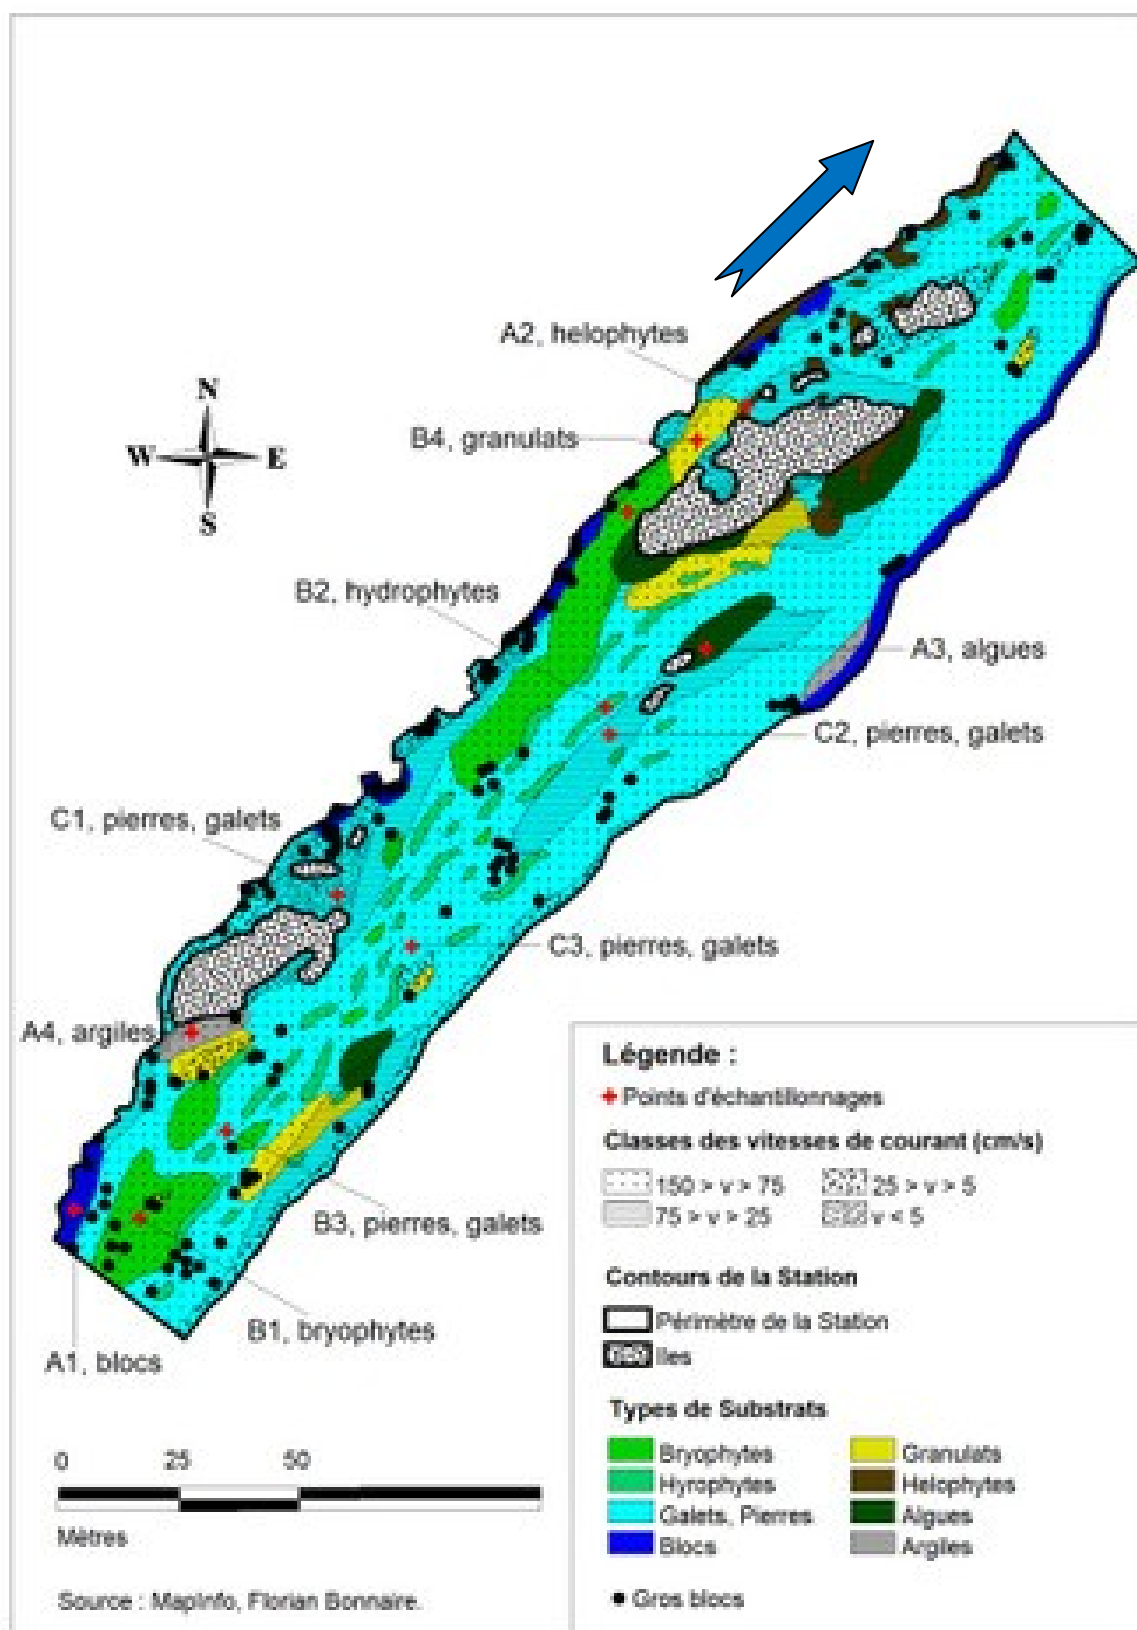 A2, helophytes
N
B4, granulats
W E
S
B2, hydrophytes
A3, algues
C2, pierres, galets
C1, pierres, galets
C3, pierres, galets
A4, argiles
B3, pierres, galets
B1, bryophytes
A1, blocs
0 25 50
Mètres
Source : MapInfo, Florian Bonnaire.
Légende :
Points d'échantillonnages
Classes des vitesses de courant (cm/s)
150 > v > 75 25 > v > 5
75 > v > 25 v < 5
Contours de la Station
Périmètre de la Station
Iles
Types de Substrats
Bryophytes Granulats
Hyrophytes Helophytes
Galets, Pierres Algues
Blocs Argiles
Gros blocs